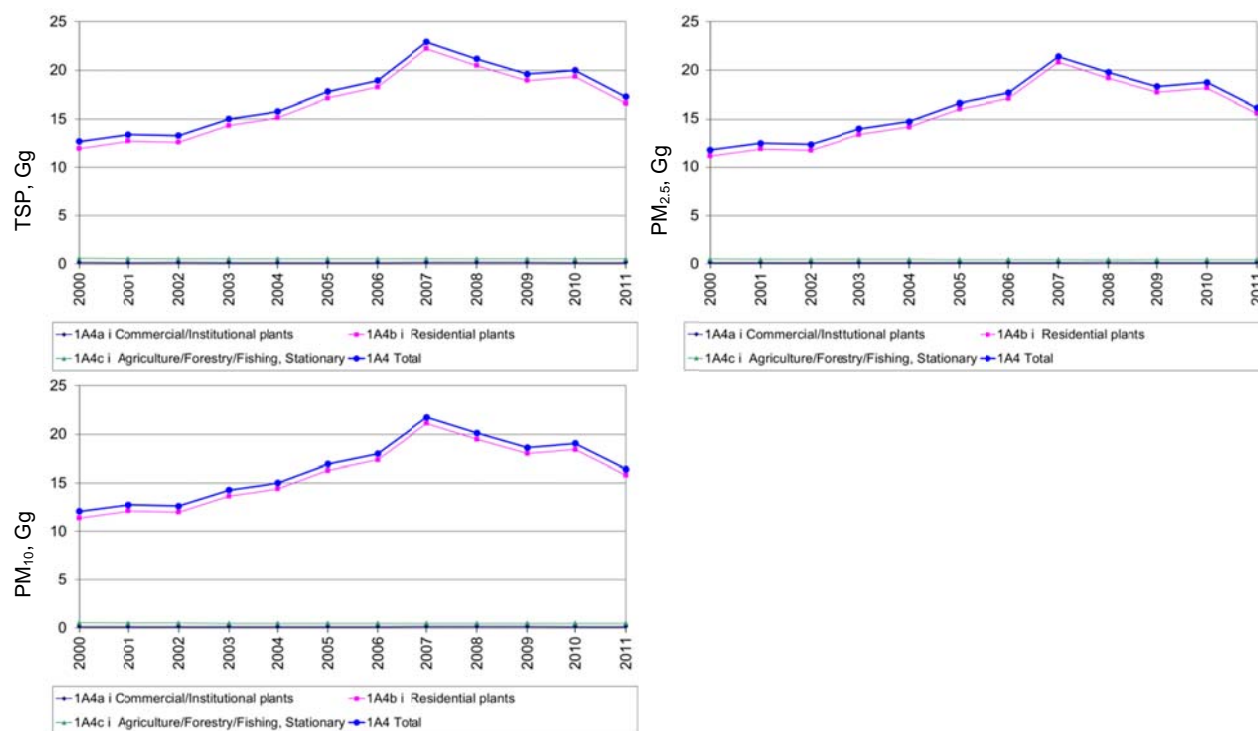 25
20
15
10
5
0
TSP, Gg
2000 2001 2002 2003 2004 2005 2006 2007 2008 2009 2010 2011
1A4a i Commercial/Institutional plants 1A4b i Residential plants
1A4c i Agriculture/Forestry/Fishing, Stationary 1A4 Total
25
20
15
10
5
0
PM2.5, Gg
2000 2001 2002 2003 2004 2005 2006 2007 2008 2009 2010 2011
1A4a i Commercial/Institutional plants 1A4b i Residential plants
1A4c i Agriculture/Forestry/Fishing, Stationary 1A4 Total
25
20
15
10
5
0
PM10, Gg
2000 2001 2002 2003 2004 2005 2006 2007 2008 2009 2010 2011
1A4a i Commercial/Institutional plants 1A4b i Residential plants
1A4c i Agriculture/Forestry/Fishing, Stationary 1A4 Total